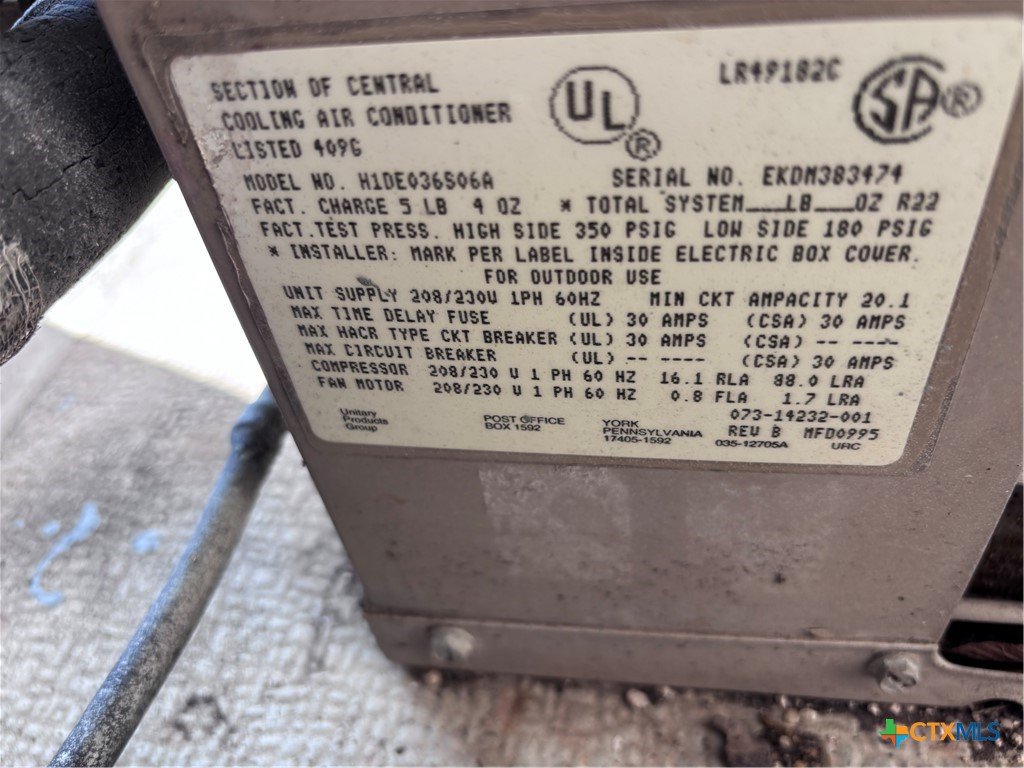 SECTION OF CENTRAL
COOLING AIR CONDITIONER
LISTED 409G
UL®
LR49182C
SA®
MODEL NO. H1DE036S06A SERIAL NO. EKDM383474
FACT. CHARGE 5 LB 4 OZ * TOTAL SYSTEM___LB___OZ R22
FACT.TEST PRESS. HIGH SIDE 350 PSIG LOW SIDE 180 PSIG
* INSTALLER: MARK PER LABEL INSIDE ELECTRIC BOX COVER.
FOR OUTDOOR USE
UNIT SUPPLY 208/230V 1PH 60HZ MIN CKT AMPACITY 20.1
MAX TIME DELAY FUSE (UL) 30 AMPS (CSA) 30 AMPS
MAX HACR TYPE CKT BREAKER (UL) 30 AMPS (CSA) -- ----
MAX CIRCUIT BREAKER (UL) -- ---- (CSA) 30 AMPS
COMPRESSOR 208/230 V 1 PH 60 HZ 16.1 RLA 88.0 LRA
FAN MOTOR 208/230 V 1 PH 60 HZ 0.8 FLA 1.7 LRA
073-14232-001
REV B MFD0995
Unitary
Products
Group
POST OFFICE
BOX 1592
YORK
PENNSYLVANIA
17405-1592
035-12705A
URC
CTXMLS